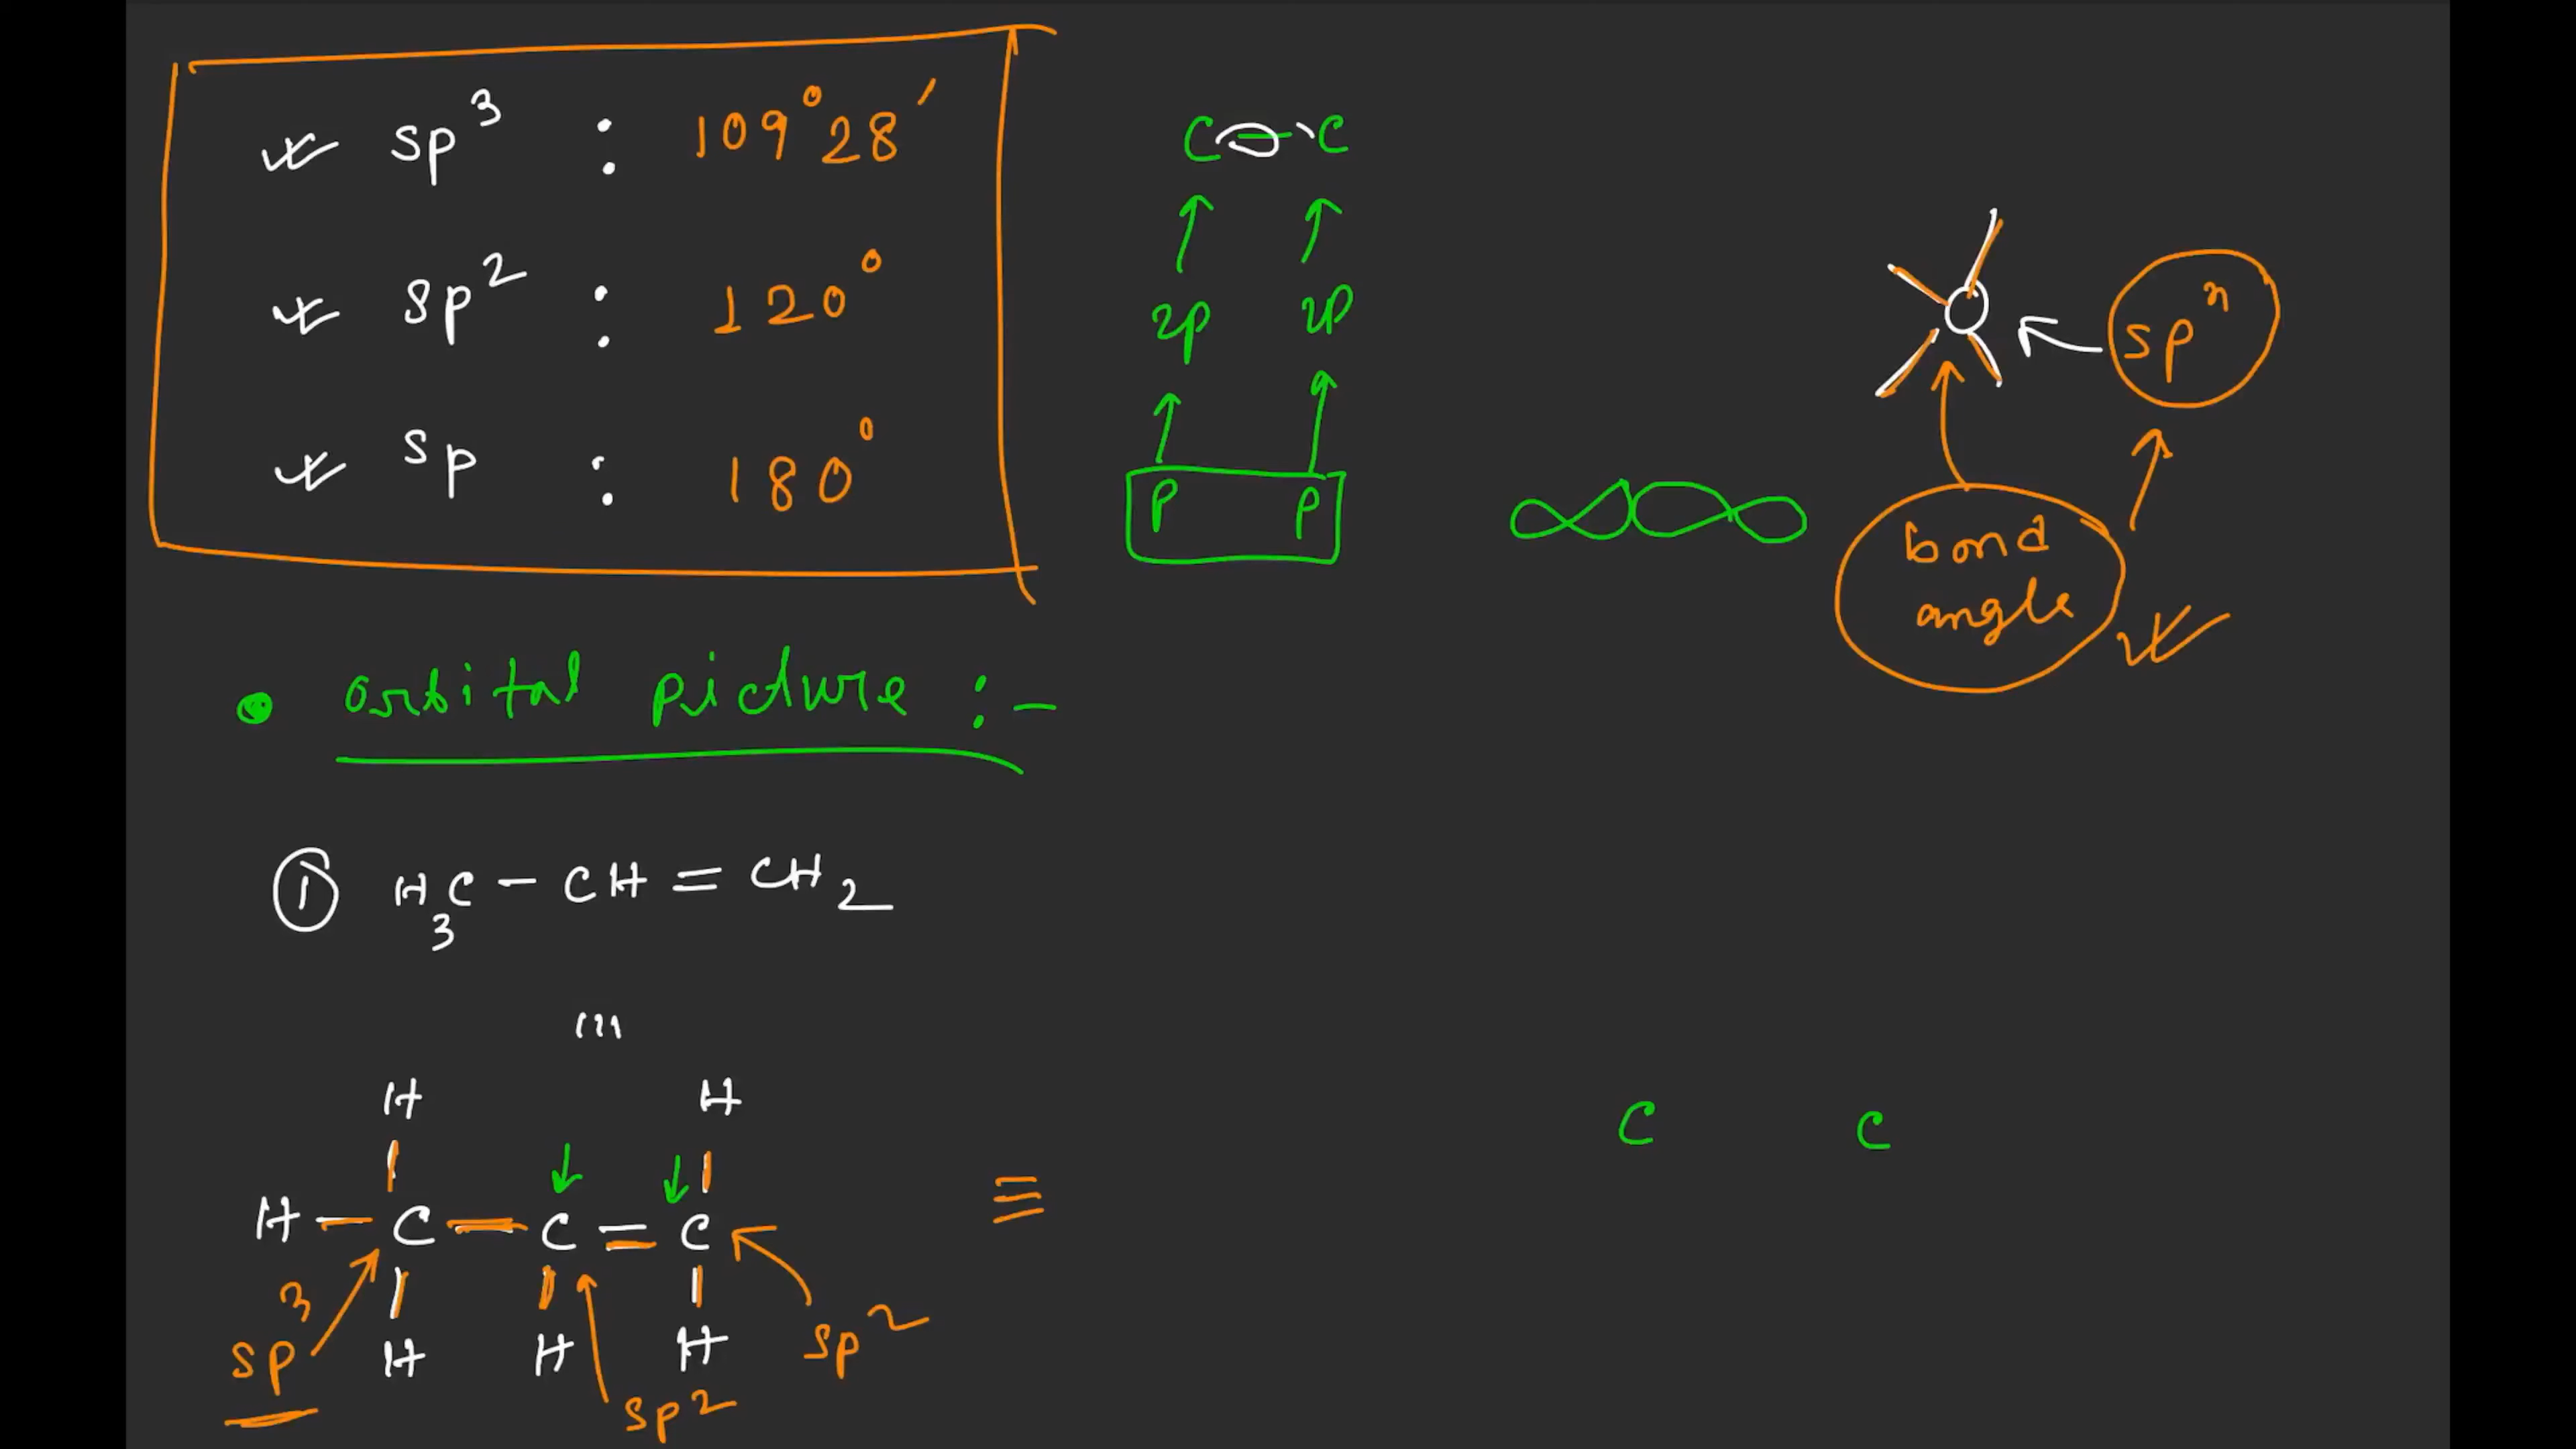 sp³ : 109°28′
sp² : 120°
sp : 180°
C = C
2p 2p
p p
spⁿ
bond
angle
• orbital picture :-
① H₃C - CH = CH₂
H H
H - C - C = C
H H H
sp³
sp²
sp²
≡
C C